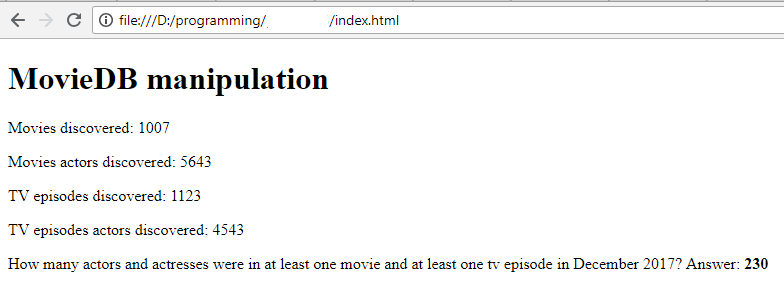 file:///D:/programming/ /index.html
MovieDB manipulation
Movies discovered: 1007
Movies actors discovered: 5643
TV episodes discovered: 1123
TV episodes actors discovered: 4543
How many actors and actresses were in at least one movie and at least one tv episode in December 2017? Answer: 230